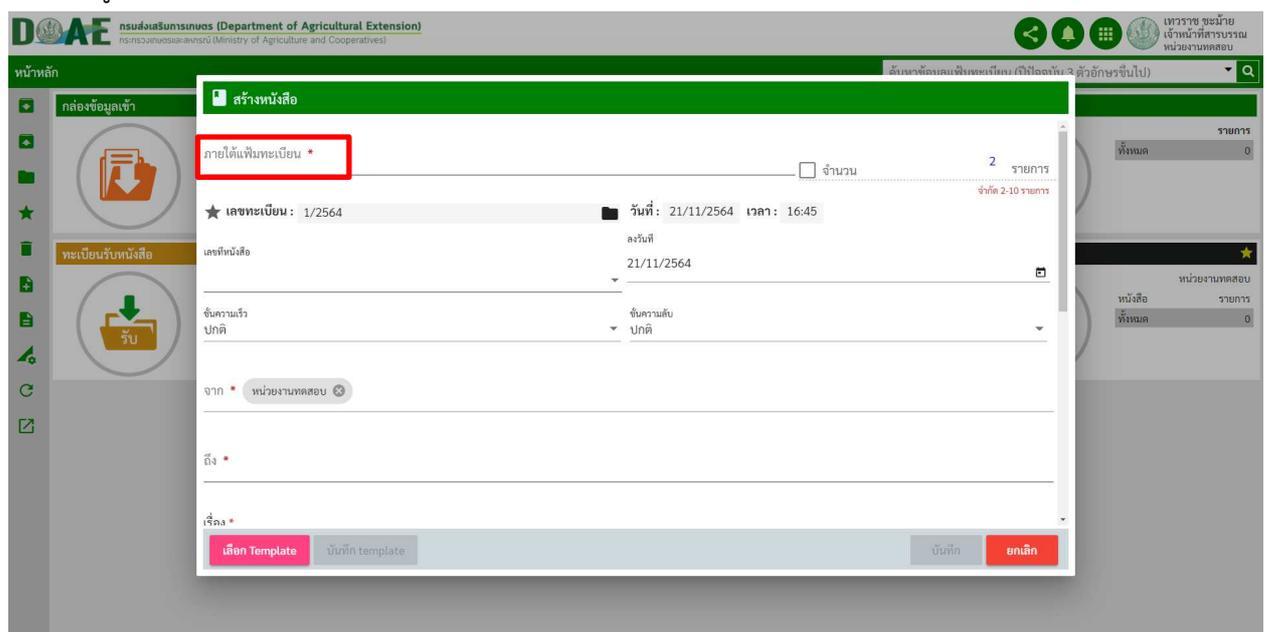 กรมส่งเสริมการเกษตร (Department of Agricultural Extension)
กระทรวงเกษตรและสหกรณ์ (Ministry of Agriculture and Cooperatives)
เทวราช ชะม้าย
เจ้าหน้าที่สารบรรณ
หน่วยงานทดสอบ
หน้าหลัก
ค้นหาข้อมูลแฟ้มทะเบียน (ปีปัจจุบัน 3 ตัวอักษรขึ้นไป)
กล่องข้อมูลเข้า
สร้างหนังสือ
รายการ
ทั้งหมด 0
ภายใต้แฟ้มทะเบียน *
จำนวน 2 รายการ
จำกัด 2-10 รายการ
เลขทะเบียน : 1/2564 วันที่ : 21/11/2564 เวลา : 16:45
เลขที่หนังสือ
ลงวันที่
21/11/2564
ทะเบียนรับหนังสือ
หน่วยงานทดสอบ
หนังสือ รายการ
ทั้งหมด 0
รับ
ชั้นความเร็ว
ปกติ
ชั้นความลับ
ปกติ
จาก * หน่วยงานทดสอบ
ถึง *
เรื่อง *
เลือก Template บันทึก template บันทึก ยกเลิก